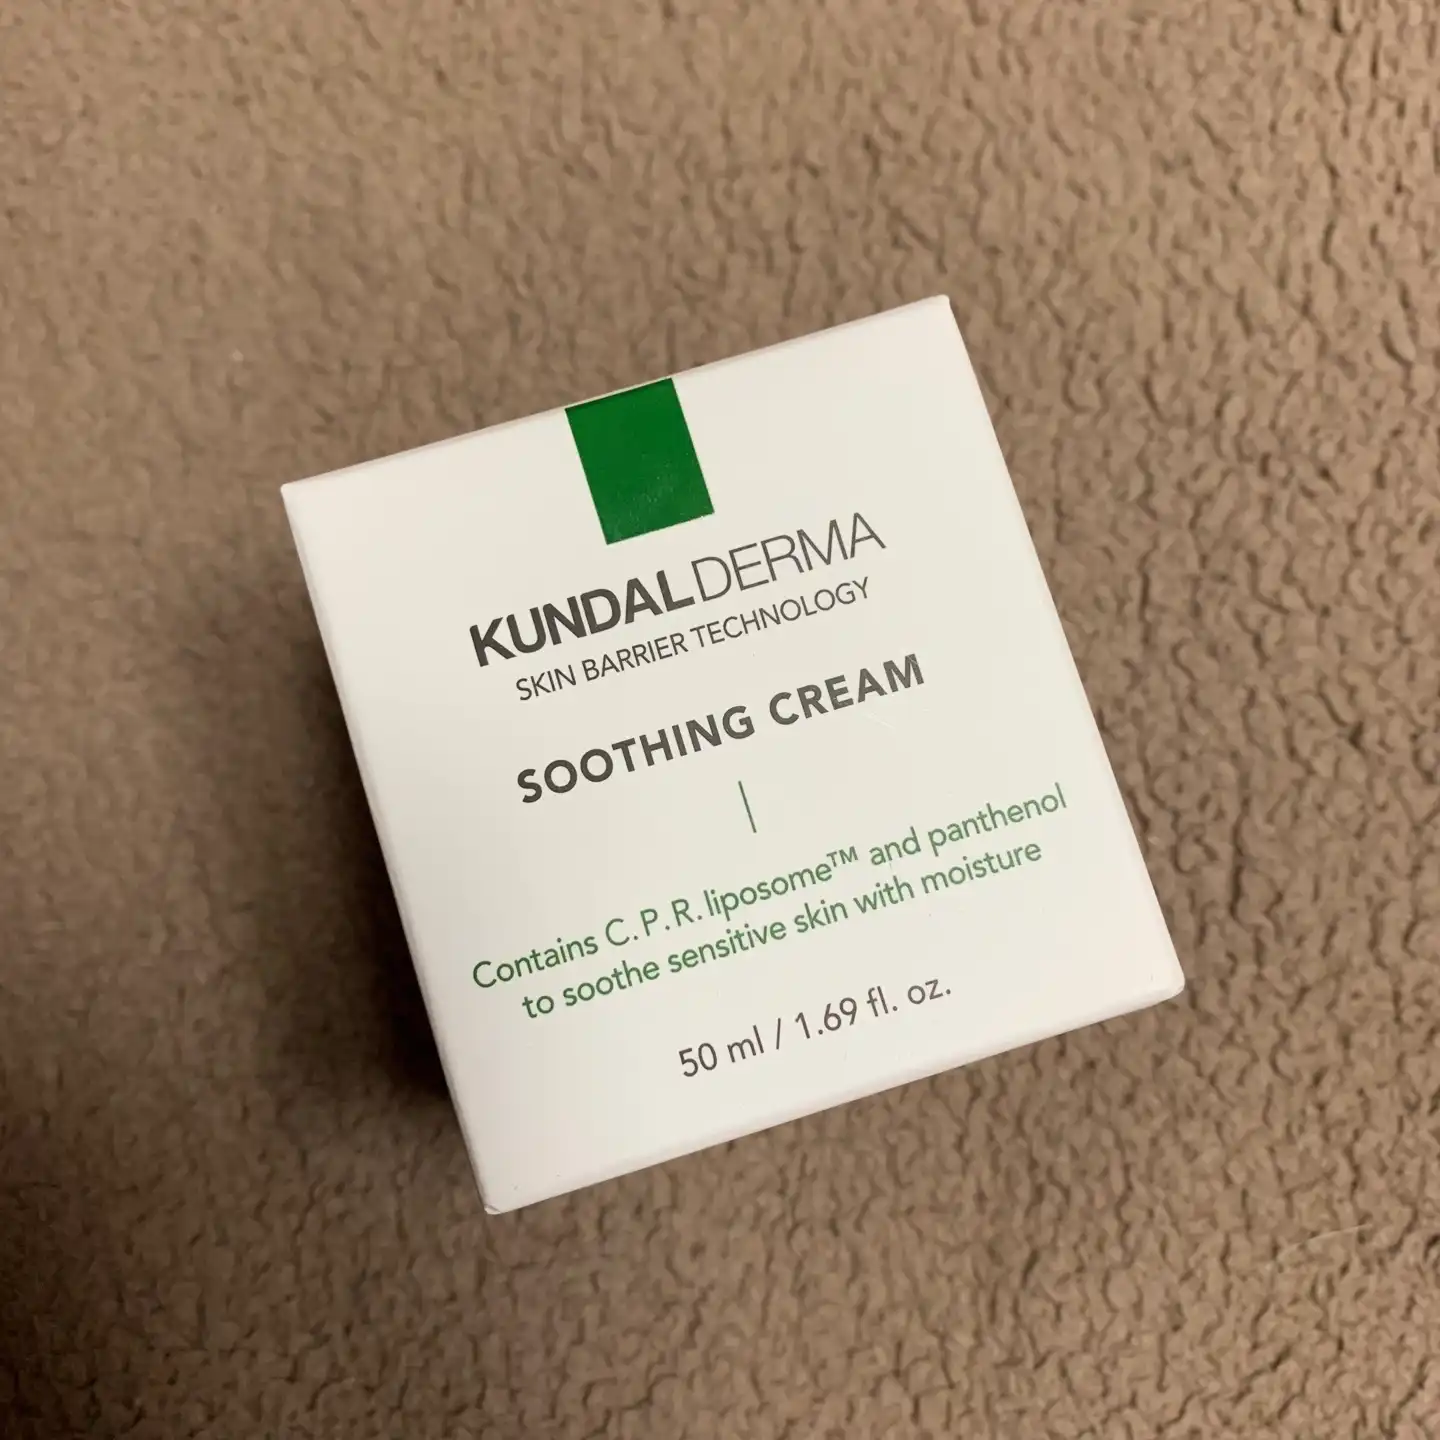 KUNDALDERMA
SKIN BARRIER TECHNOLOGY
SOOTHING CREAM
Contains C.P.R.liposome™ and panthenol
to soothe sensitive skin with moisture
50 ml / 1.69 fl. oz.